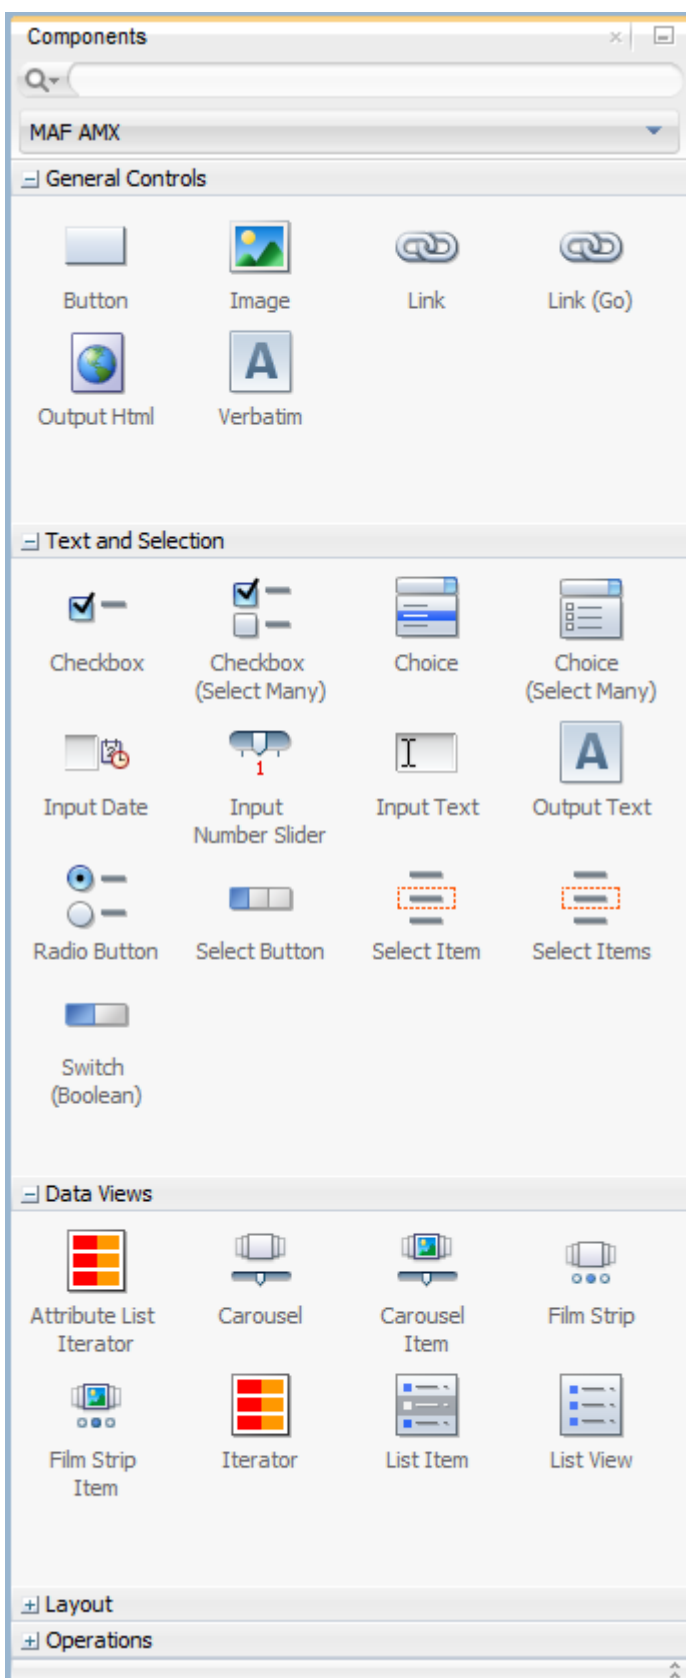 Components
MAF AMX
General Controls
Button Image Link Link (Go)
Output Html Verbatim
Text and Selection
Checkbox Checkbox Choice Choice
(Select Many) (Select Many)
Input Date Input Input Text Output Text
Number Slider
1
Radio Button Select Button Select Item Select Items
Switch
(Boolean)
Data Views
Attribute List Carousel Carousel Film Strip
Iterator Item
Film Strip Iterator List Item List View
Item
Layout
Operations